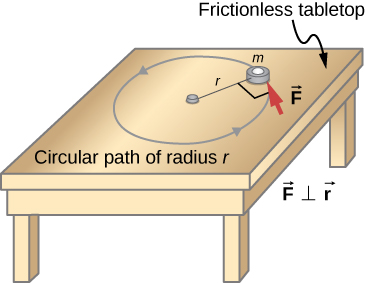 Frictionless tabletop
m
r
F⃗
Circular path of radius r
F⃗ ⊥ r⃗